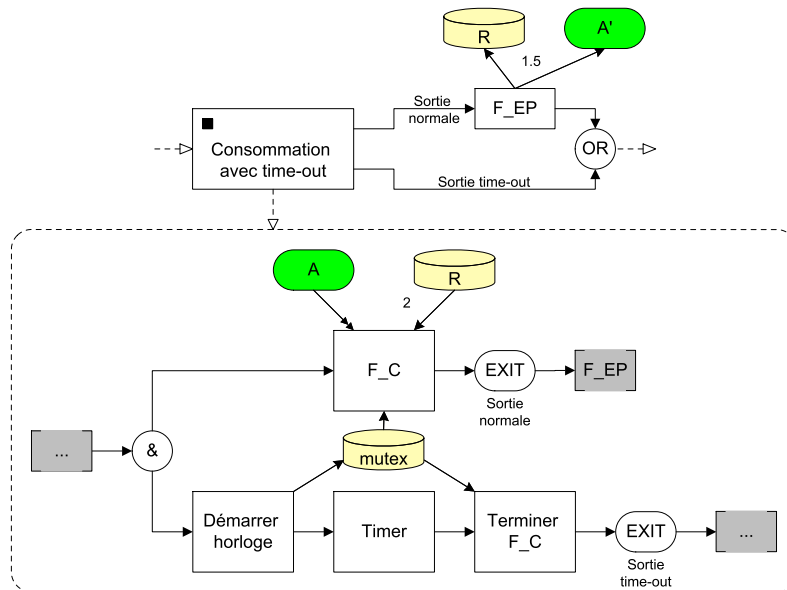 R
A'
1.5
Sortie
normale
F_EP
Consommation
avec time-out
OR
Sortie time-out
A
R
2
F_C
EXIT
F_EP
Sortie
normale
...
&
mutex
Démarrer
horloge
Timer
Terminer
F_C
EXIT
...
Sortie
time-out